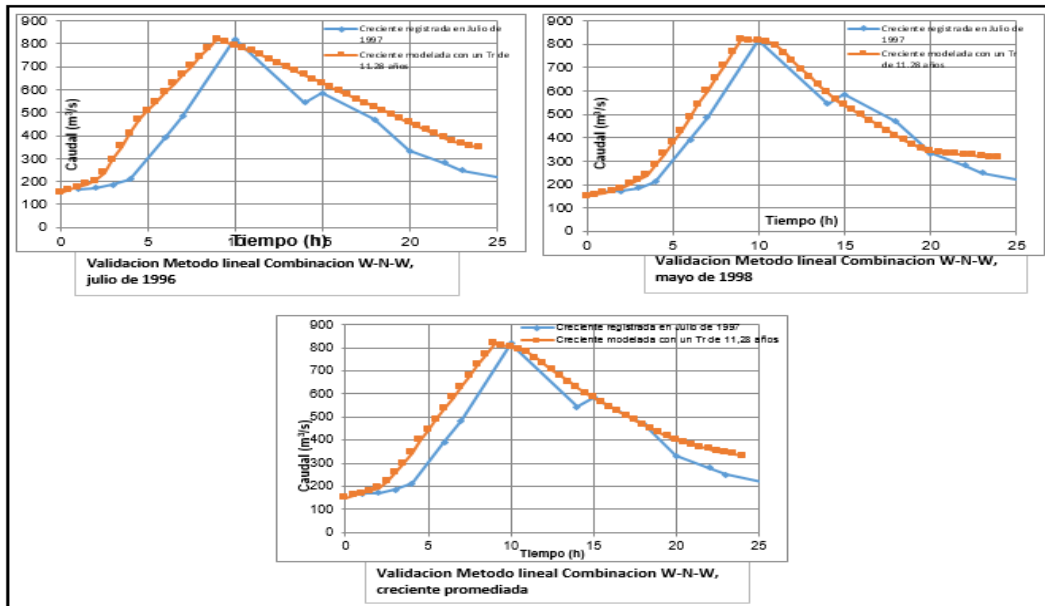 900
800
700
600
500
400
300
200
100
0
Caudal (m³/s)
Creciente registrada en Julio de
1997
Creciente modelada con un Tr de
11,28 años
0 5 10 15 20 25
Tiempo (h)
Validacion Metodo lineal Combinacion W-N-W,
julio de 1996
900
800
700
600
500
400
300
200
100
0
Caudal (m³/s)
Creciente registrada en Julio de
1997
Creciente modelada con un Tr
de 11,28 años
Tiempo (h)
0 5 10 15 20 25
Validacion Metodo lineal Combinacion W-N-W,
mayo de 1998
900
800
700
600
500
400
300
200
100
0
Caudal (m³/s)
Creciente registrada en Julio de 1997
Creciente modelada con un Tr de 11,28 años
0 5 10 15 20 25
Tiempo (h)
Validacion Metodo lineal Combinacion W-N-W,
creciente promediada